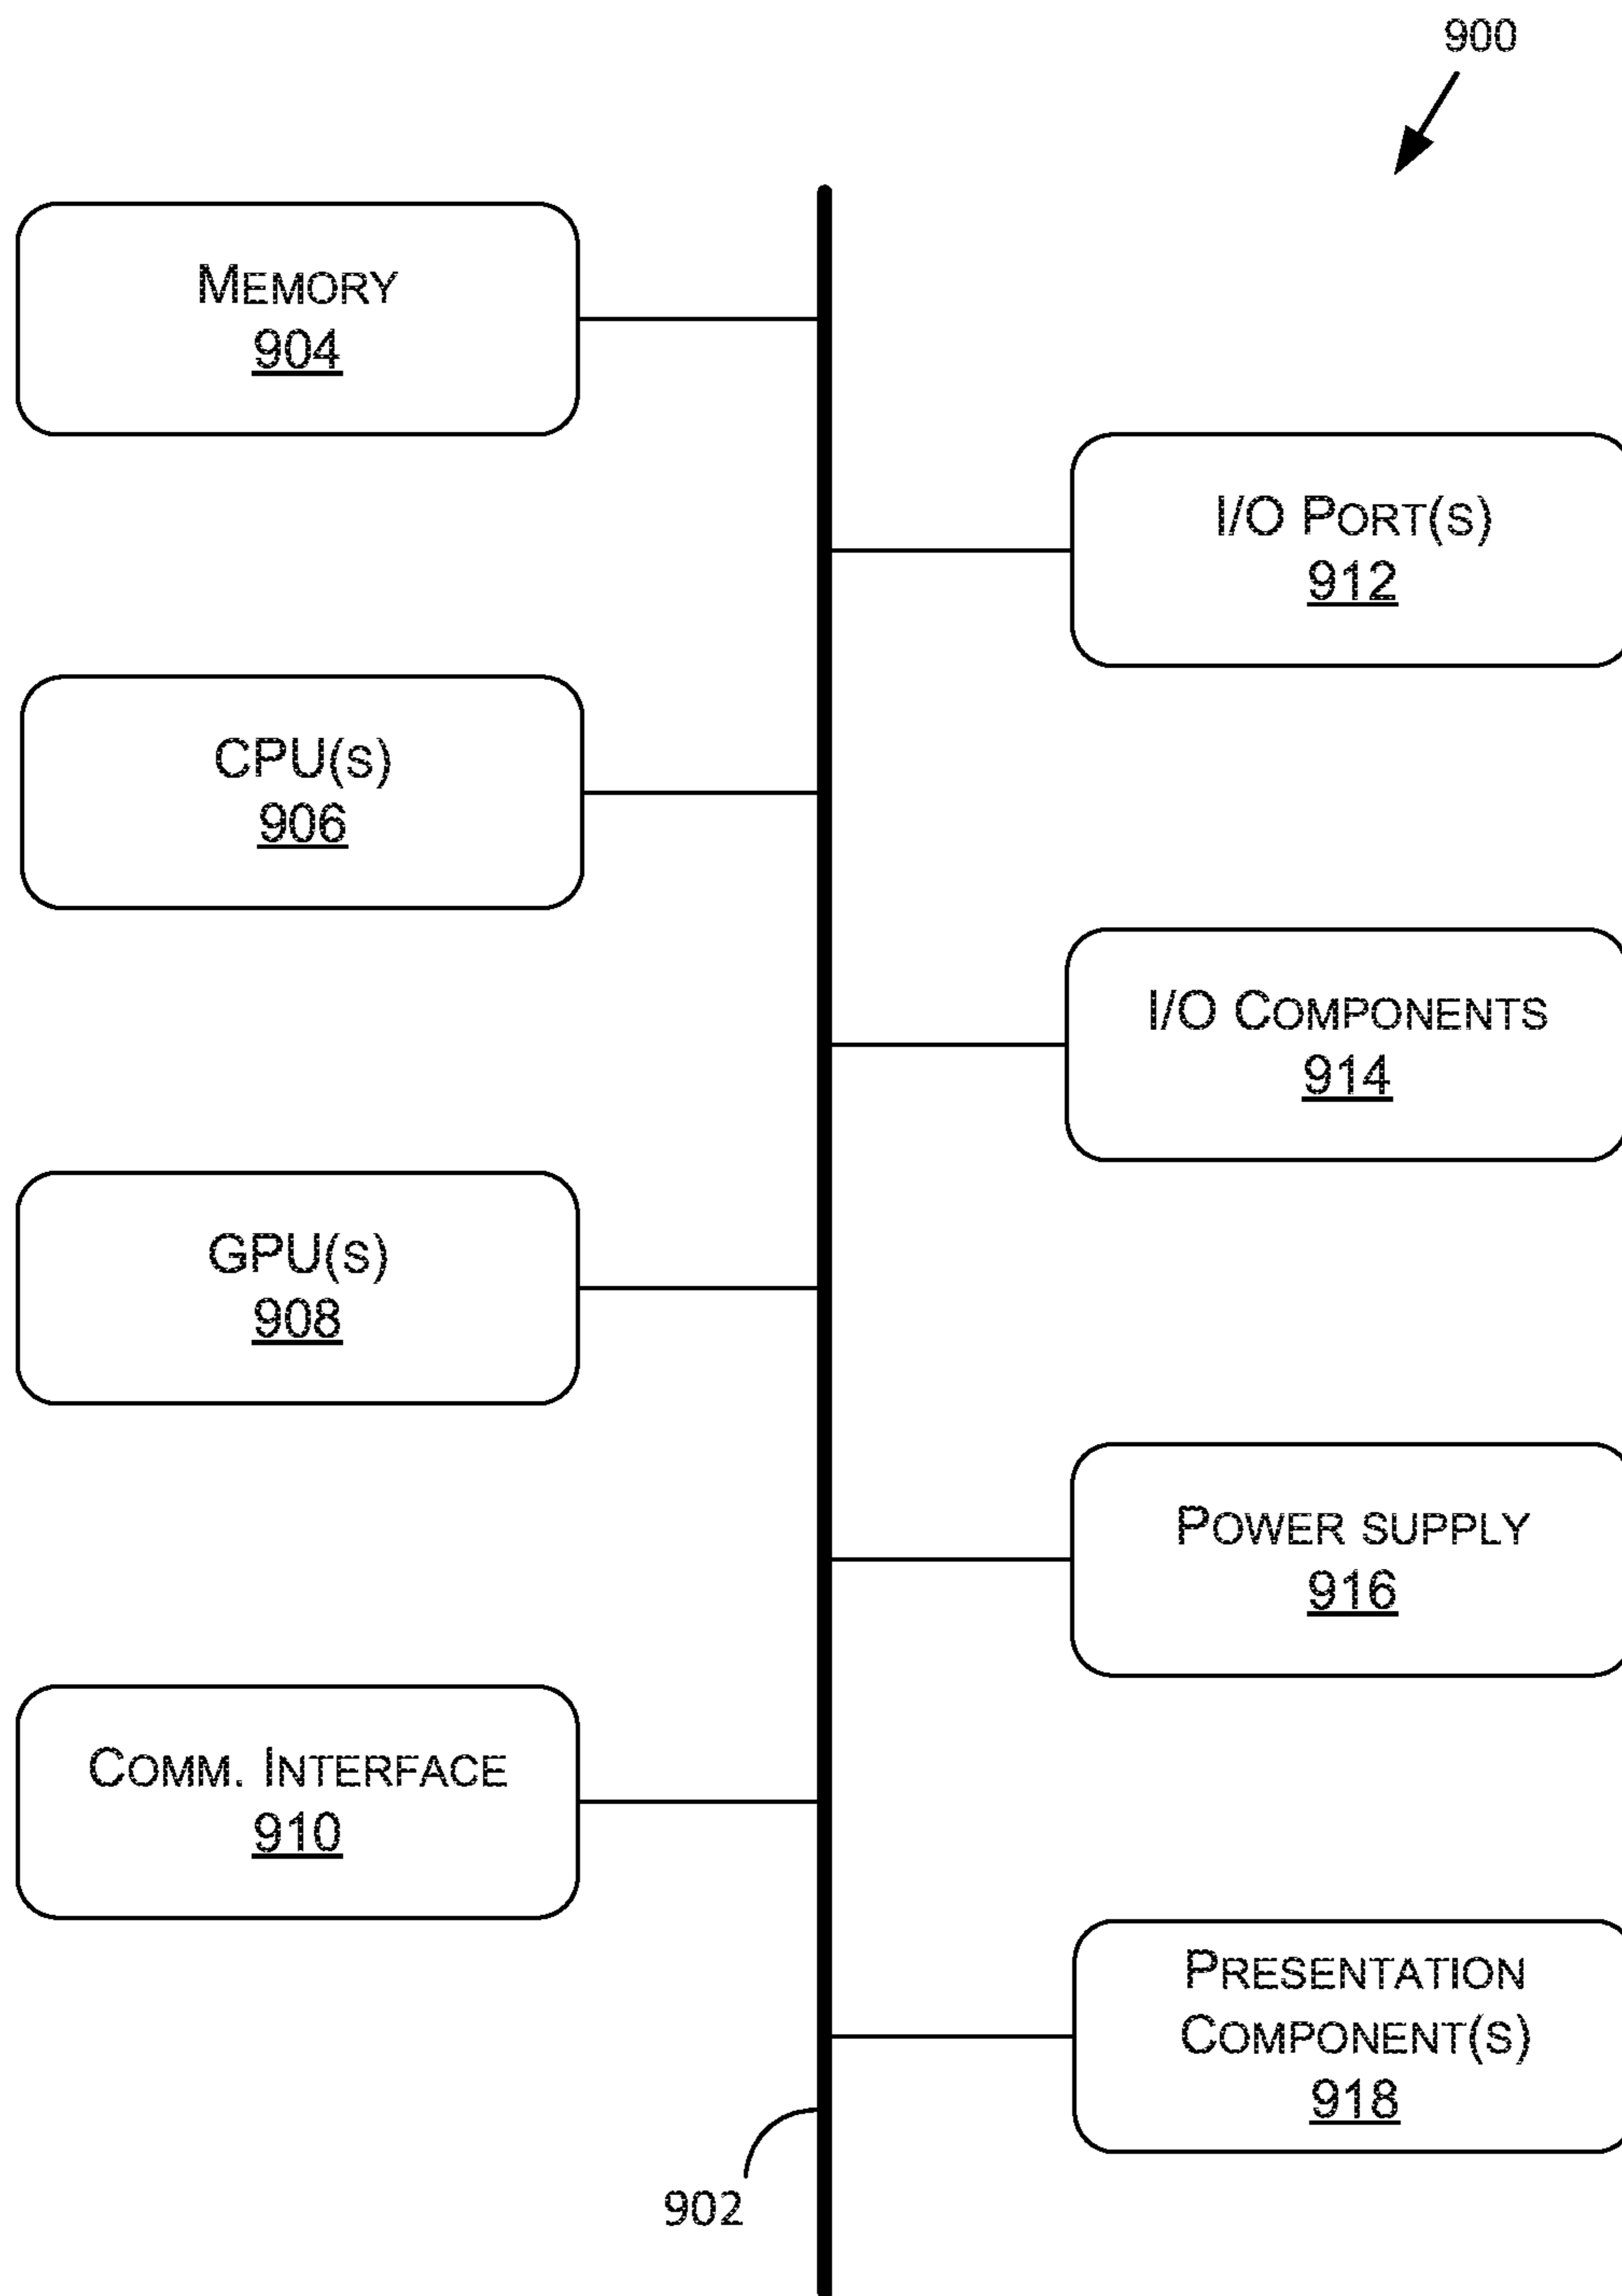 900
MEMORY
904
I/O PORT(S)
912
CPU(S)
906
I/O COMPONENTS
914
GPU(S)
908
POWER SUPPLY
916
COMM. INTERFACE
910
PRESENTATION
COMPONENT(S)
918
902